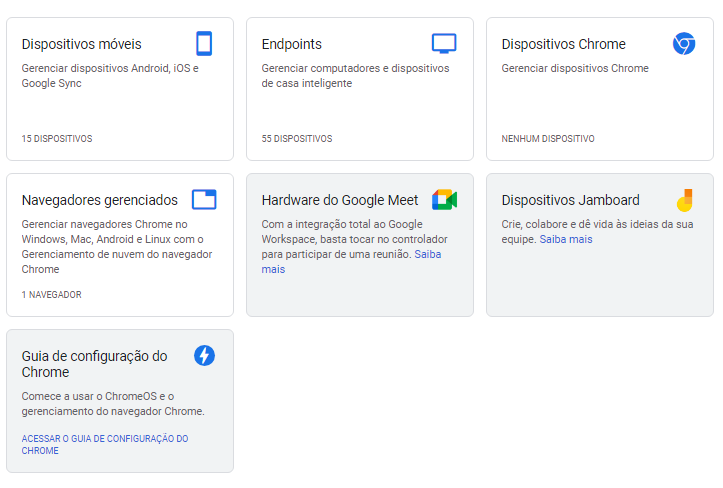 Dispositivos móveis
Gerenciar dispositivos Android, iOS e
Google Sync
15 DISPOSITIVOS
Endpoints
Gerenciar computadores e dispositivos
de casa inteligente
55 DISPOSITIVOS
Dispositivos Chrome
Gerenciar dispositivos Chrome
NENHUM DISPOSITIVO
Navegadores gerenciados
Gerenciar navegadores Chrome no
Windows, Mac, Android e Linux com o
Gerenciamento de nuvem do navegador
Chrome
1 NAVEGADOR
Hardware do Google Meet
Com a integração total ao Google
Workspace, basta tocar no controlador
para participar de uma reunião. Saiba
mais
Dispositivos Jamboard
Crie, colabore e dê vida às ideias da sua
equipe. Saiba mais
Guia de configuração do
Chrome
Comece a usar o ChromeOS e o
gerenciamento do navegador Chrome.
ACESSAR O GUIA DE CONFIGURAÇÃO DO
CHROME